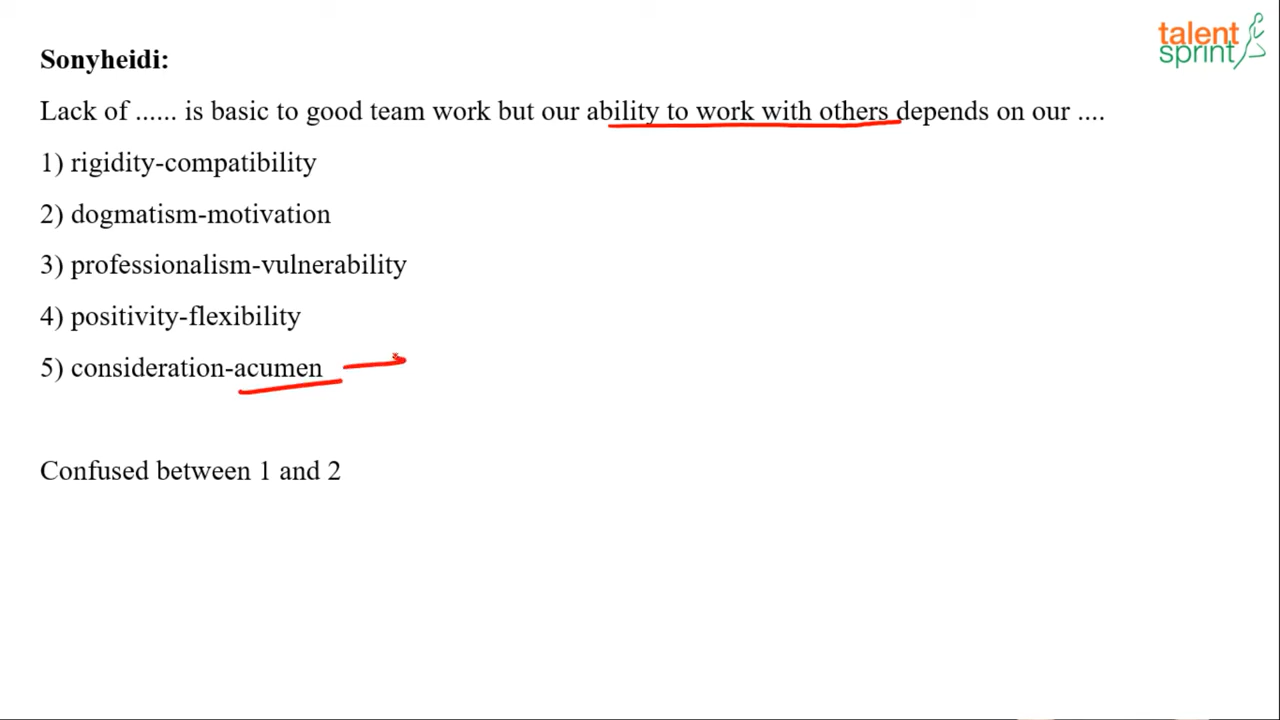 talent
sprint
Sonyheidi:
Lack of ...... is basic to good team work but our ability to work with others depends on our ....
1) rigidity-compatibility
2) dogmatism-motivation
3) professionalism-vulnerability
4) positivity-flexibility
5) consideration-acumen
Confused between 1 and 2